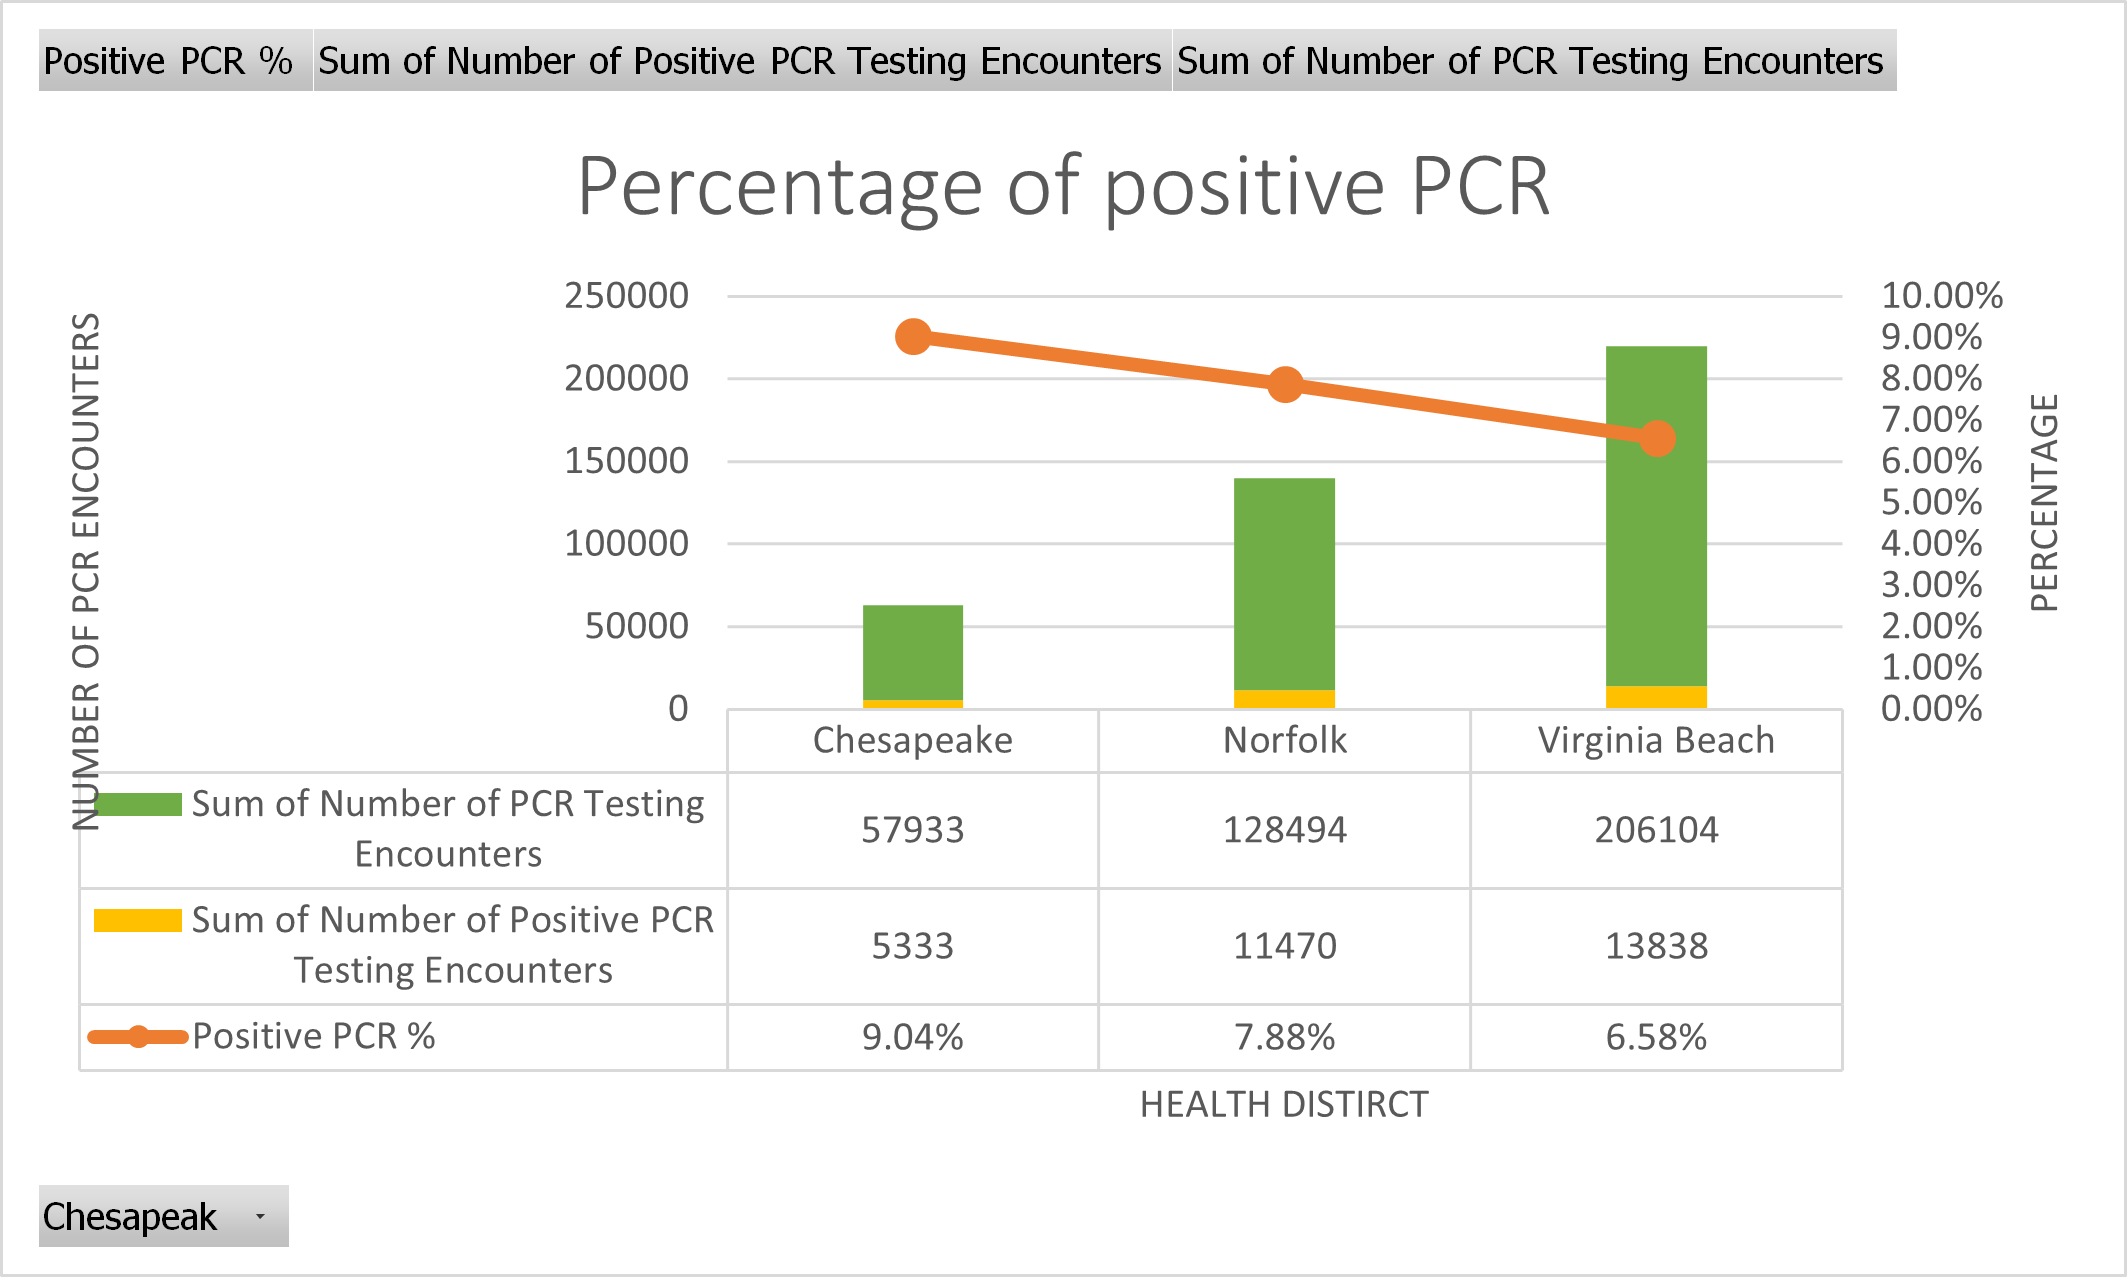 Positive PCR % Sum of Number of Positive PCR Testing Encounters Sum of Number of PCR Testing Encounters
Percentage of positive PCR
NUMBER OF PCR ENCOUNTERS
250000
200000
150000
100000
50000
0
10.00%
9.00%
8.00%
7.00%
6.00%
5.00%
4.00%
3.00%
2.00%
1.00%
0.00%
PERCENTAGE
Chesapeake Norfolk Virginia Beach
Sum of Number of PCR Testing
Encounters
57933 128494 206104
Sum of Number of Positive PCR
Testing Encounters
5333 11470 13838
Positive PCR % 9.04% 7.88% 6.58%
HEALTH DISTIRCT
Chesapeak